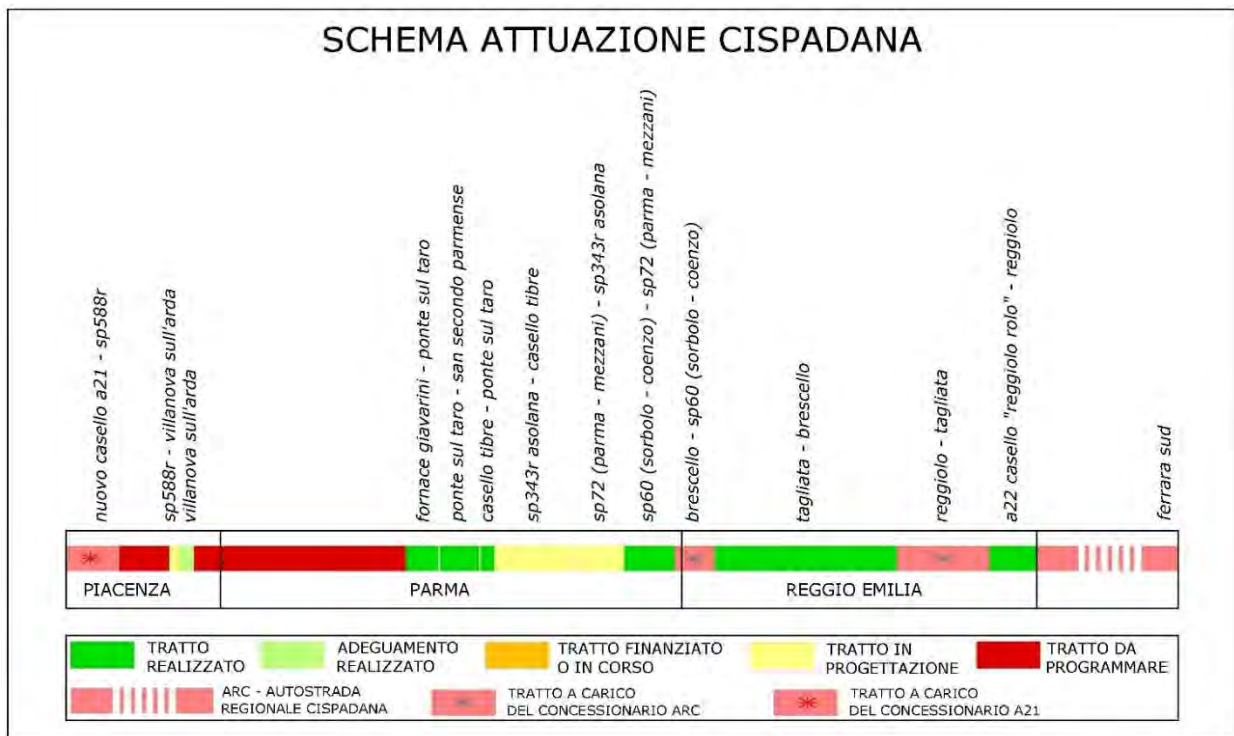 SCHEMA ATTUAZIONE CISPADANA
nuovo casello a21 - sp588r
sp588r - villanova sull'arda
villanova sull'arda
fornace giavarini - ponte sul taro
ponte sul taro - san secondo parmense
casello tibre - ponte sul taro
sp343r asolana - casello tibre
sp72 (parma - mezzani) - sp343r asolana
sp60 (sorbolo - coenzo) - sp72 (parma - mezzani)
brescello - sp60 (sorbolo - coenzo)
tagliata - brescello
reggiolo - tagliata
a22 casello "reggiolo rolo" - reggiolo
ferrara sud
PIACENZA
PARMA
REGGIO EMILIA
TRATTO
REALIZZATO
ADEGUAMENTO
REALIZZATO
TRATTO FINANZIATO
O IN CORSO
TRATTO IN
PROGETTAZIONE
TRATTO DA
PROGRAMMARE
ARC - AUTOSTRADA
REGIONALE CISPADANA
TRATTO A CARICO
DEL CONCESSIONARIO ARC
TRATTO A CARICO
DEL CONCESSIONARIO A21